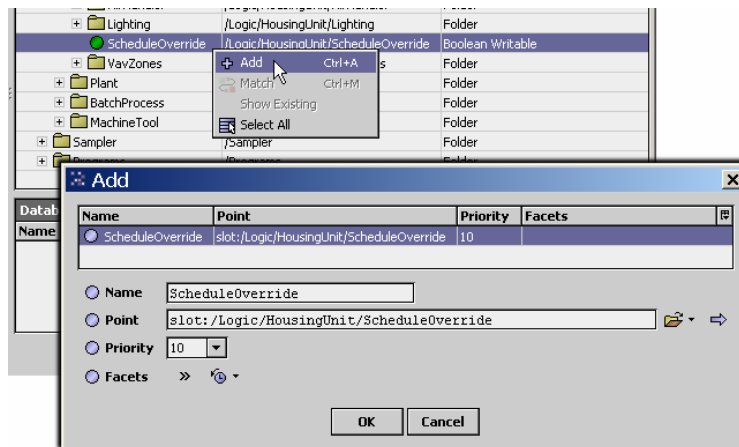 Lighting /Logic/HousingUnit/Lighting Folder
ScheduleOverride /Logic/HousingUnit/ScheduleOverride Boolean Writable
VavZones s Folder
Add Ctrl+A
Plant Folder
Match Ctrl+M
BatchProcess Folder
Show Existing
MachineTool Folder
Select All
Sampler /Sampler Folder
Add
Datab
Name
Name Point Priority Facets
ScheduleOverride slot:/Logic/HousingUnit/ScheduleOverride 10
Name ScheduleOverride
Point slot:/Logic/HousingUnit/ScheduleOverride
Priority 10
Facets »
OK Cancel